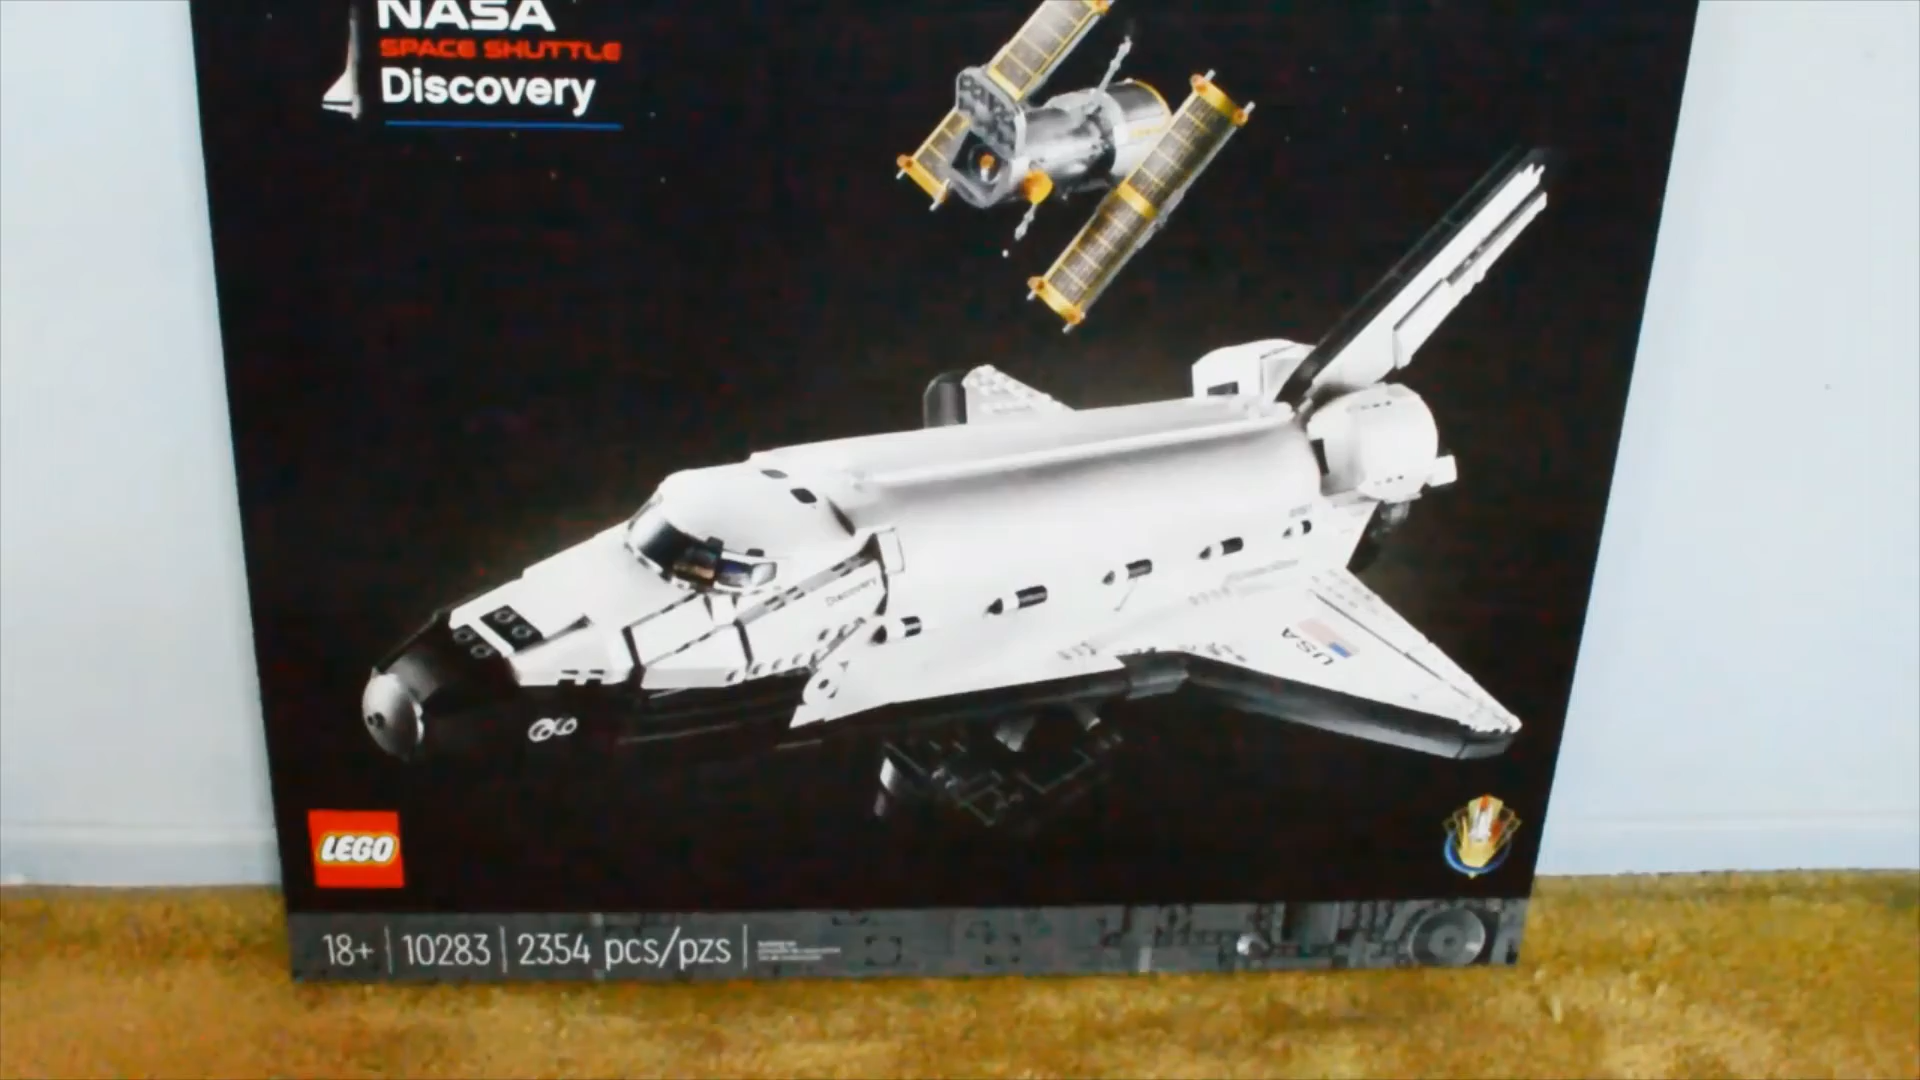 NASA
SPACE SHUTTLE
Discovery
Discovery
USA
LEGO
18+ | 10283 | 2354 pcs/pzs